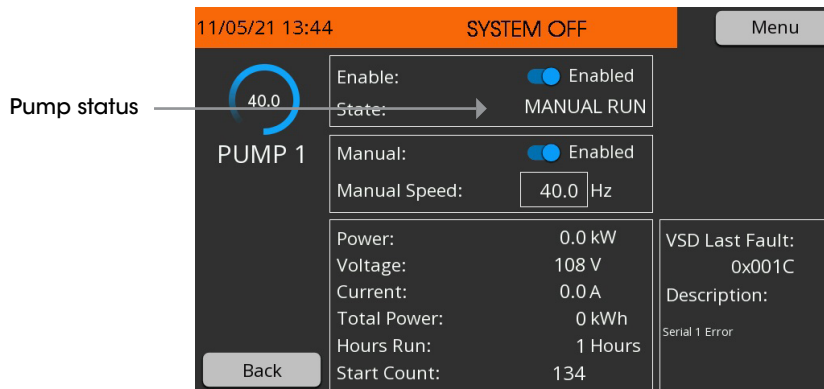 11/05/21 13:44 SYSTEM OFF Menu
Pump status
40.0
PUMP 1
Enable: Enabled
State: MANUAL RUN
Manual: Enabled
Manual Speed: 40.0 Hz
Power: 0.0 kW
Voltage: 108 V
Current: 0.0 A
Total Power: 0 kWh
Hours Run: 1 Hours
Start Count: 134
VSD Last Fault:
0x001C
Description:
Serial 1 Error
Back